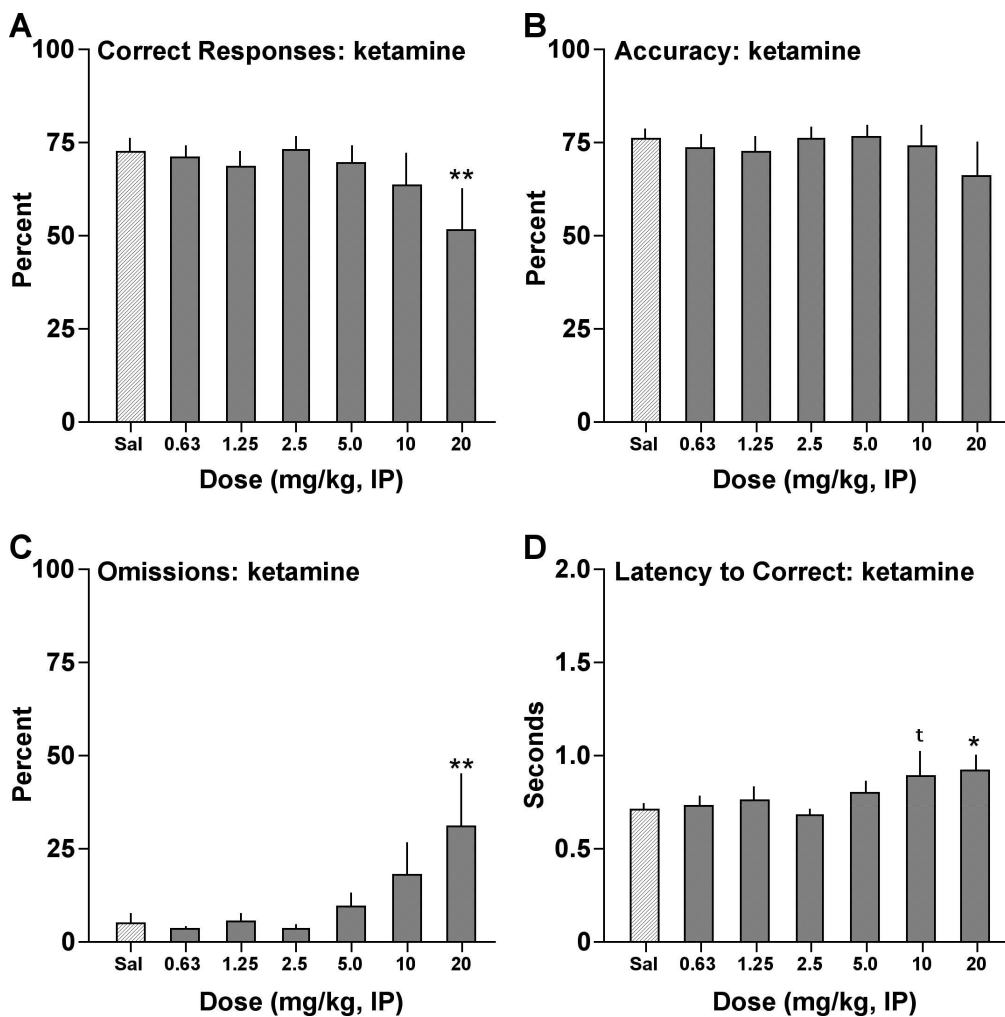 A
Correct Responses: ketamine
100
75
50
25
0
Percent
**
Sal 0.63 1.25 2.5 5.0 10 20
Dose (mg/kg, IP)
B
Accuracy: ketamine
100
75
50
25
0
Percent
Sal 0.63 1.25 2.5 5.0 10 20
Dose (mg/kg, IP)
C
Omissions: ketamine
100
75
50
25
0
Percent
**
Sal 0.63 1.25 2.5 5.0 10 20
Dose (mg/kg, IP)
D
Latency to Correct: ketamine
2.0
1.5
1.0
0.5
0
Seconds
t
*
Sal 0.63 1.25 2.5 5.0 10 20
Dose (mg/kg, IP)